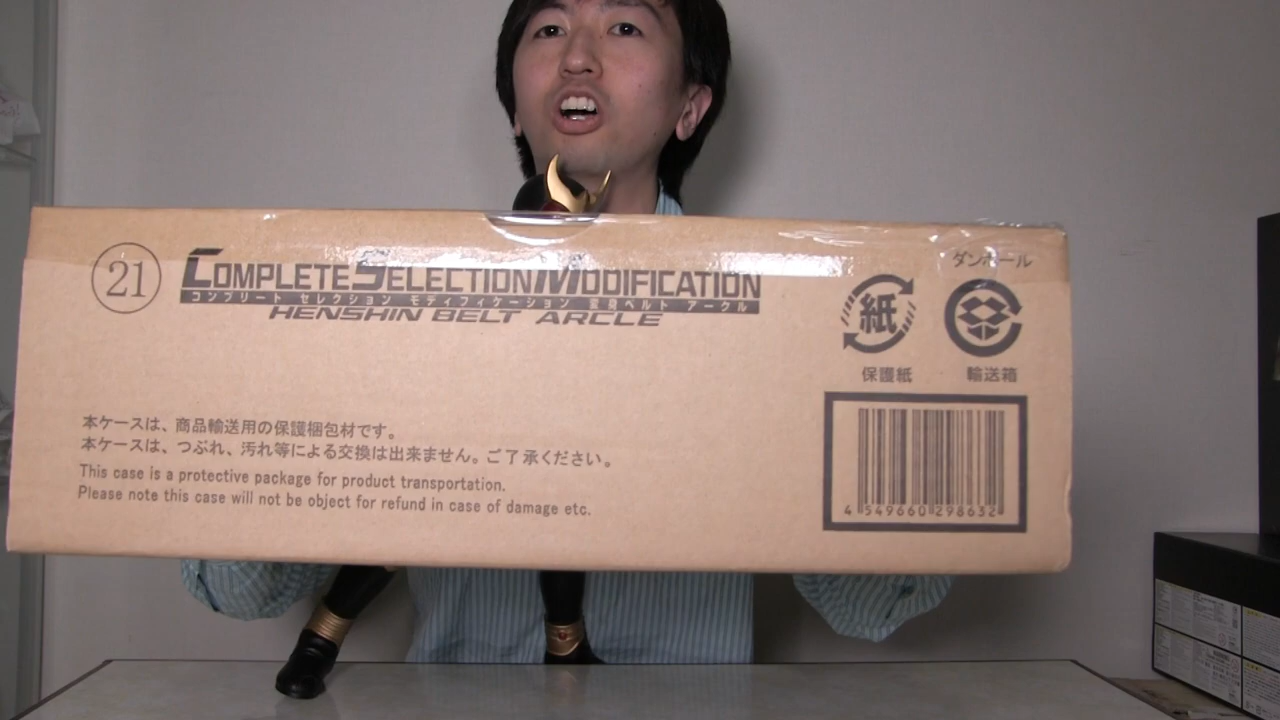 21
COMPLETE SELECTION MODIFICATION
コンプリート セレクション モディフィケーション 変身ベルト アークル
HENSHIN BELT ARCLE
ダンボール
紙
保護紙
輸送箱
本ケースは、商品輸送用の保護梱包材です。
本ケースは、つぶれ、汚れ等による交換は出来ません。ご了承ください。
This case is a protective package for product transportation.
Please note this case will not be object for refund in case of damage etc.
4 549660 298632